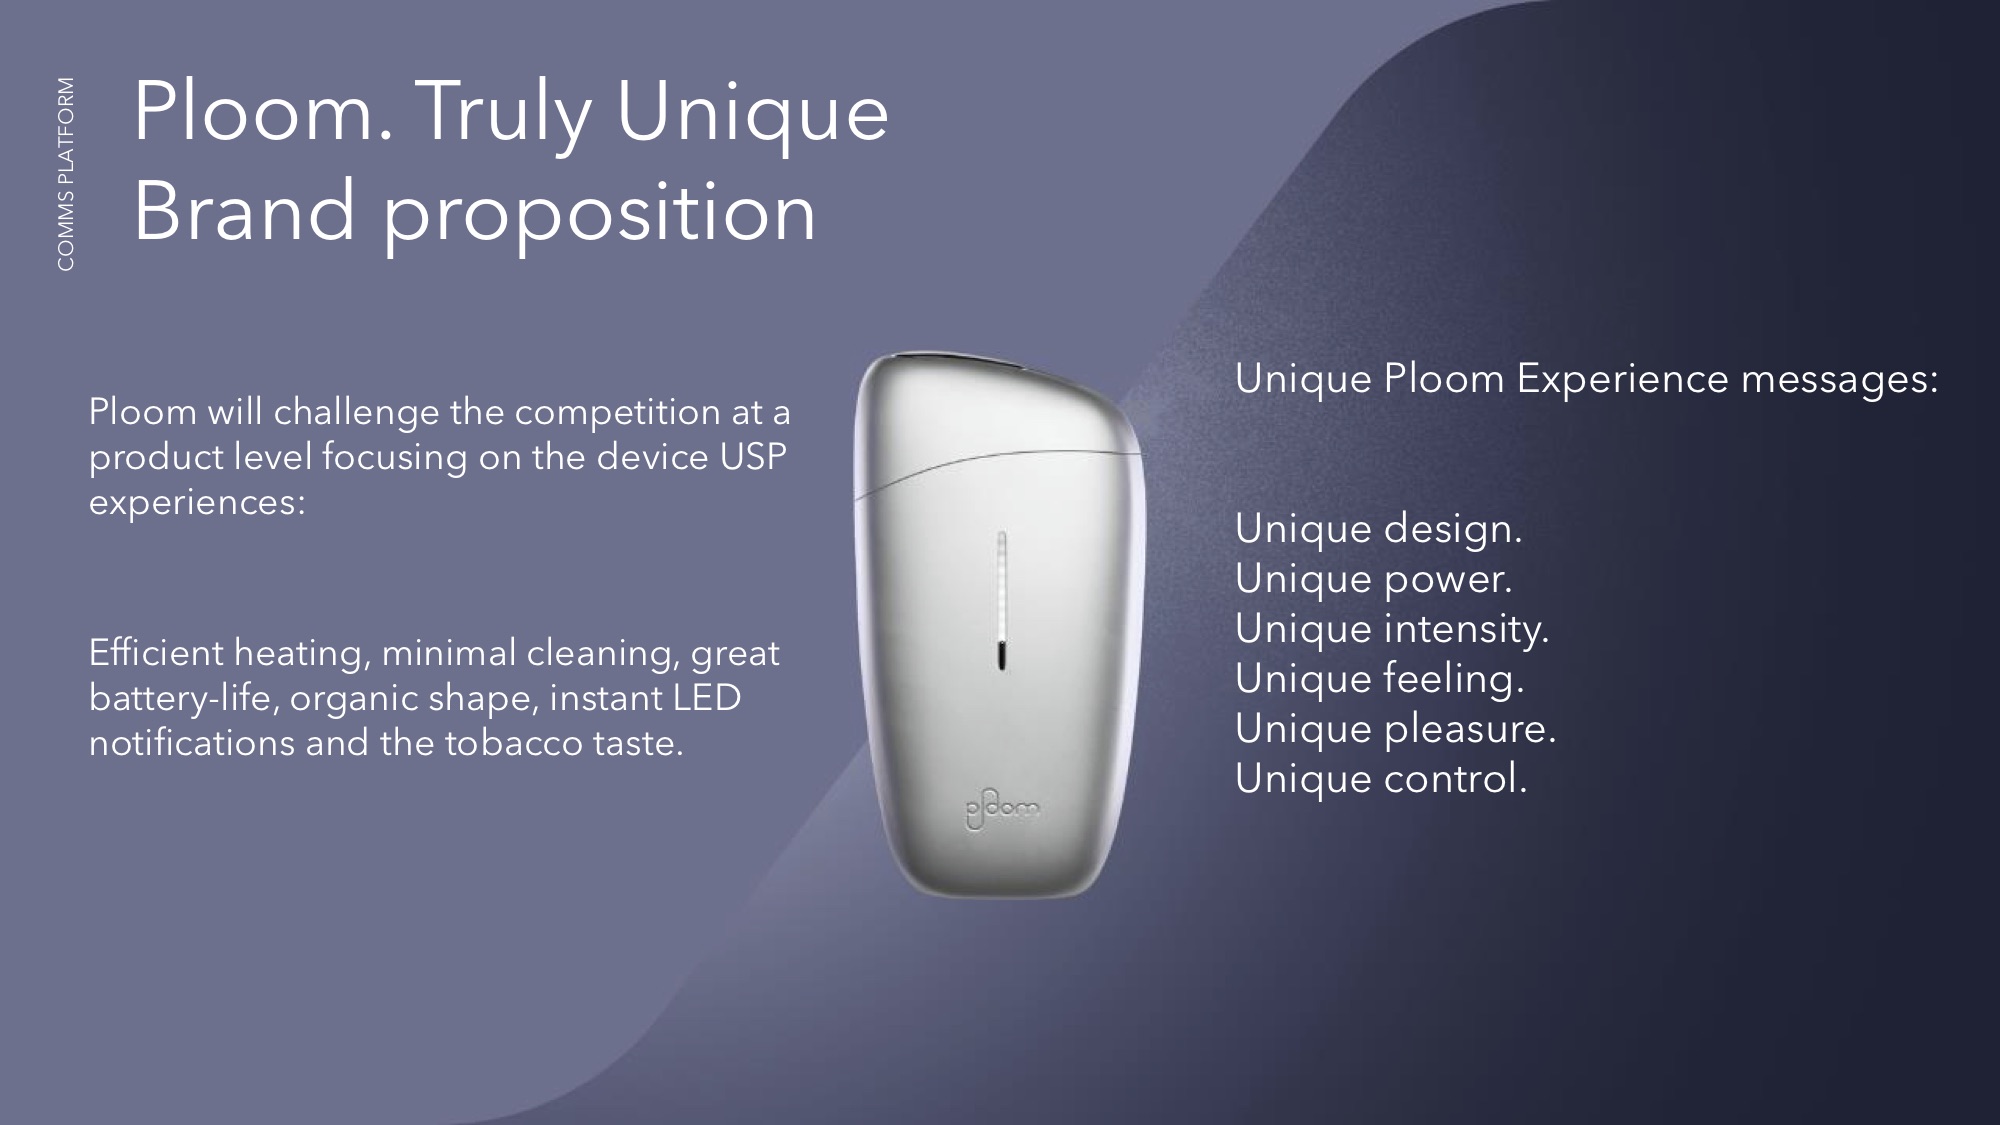 COMMS PLATFORM
Ploom. Truly Unique
Brand proposition
Ploom will challenge the competition at a
product level focusing on the device USP
experiences:
Efficient heating, minimal cleaning, great
battery-life, organic shape, instant LED
notifications and the tobacco taste.
ploom
Unique Ploom Experience messages:
Unique design.
Unique power.
Unique intensity.
Unique feeling.
Unique pleasure.
Unique control.